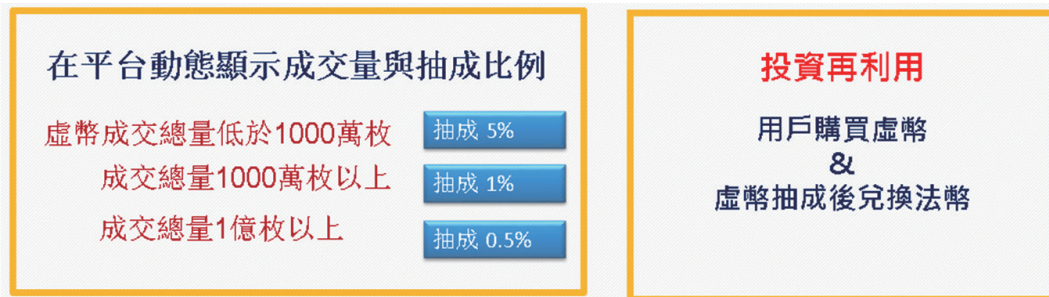 在平台動態顯示成交量與抽成比例
虛幣成交總量低於1000萬枚
抽成 5%
成交總量1000萬枚以上
抽成 1%
成交總量1億枚以上
抽成 0.5%
投資再利用
用戶購買虛幣
&
虛幣抽成後兌換法幣